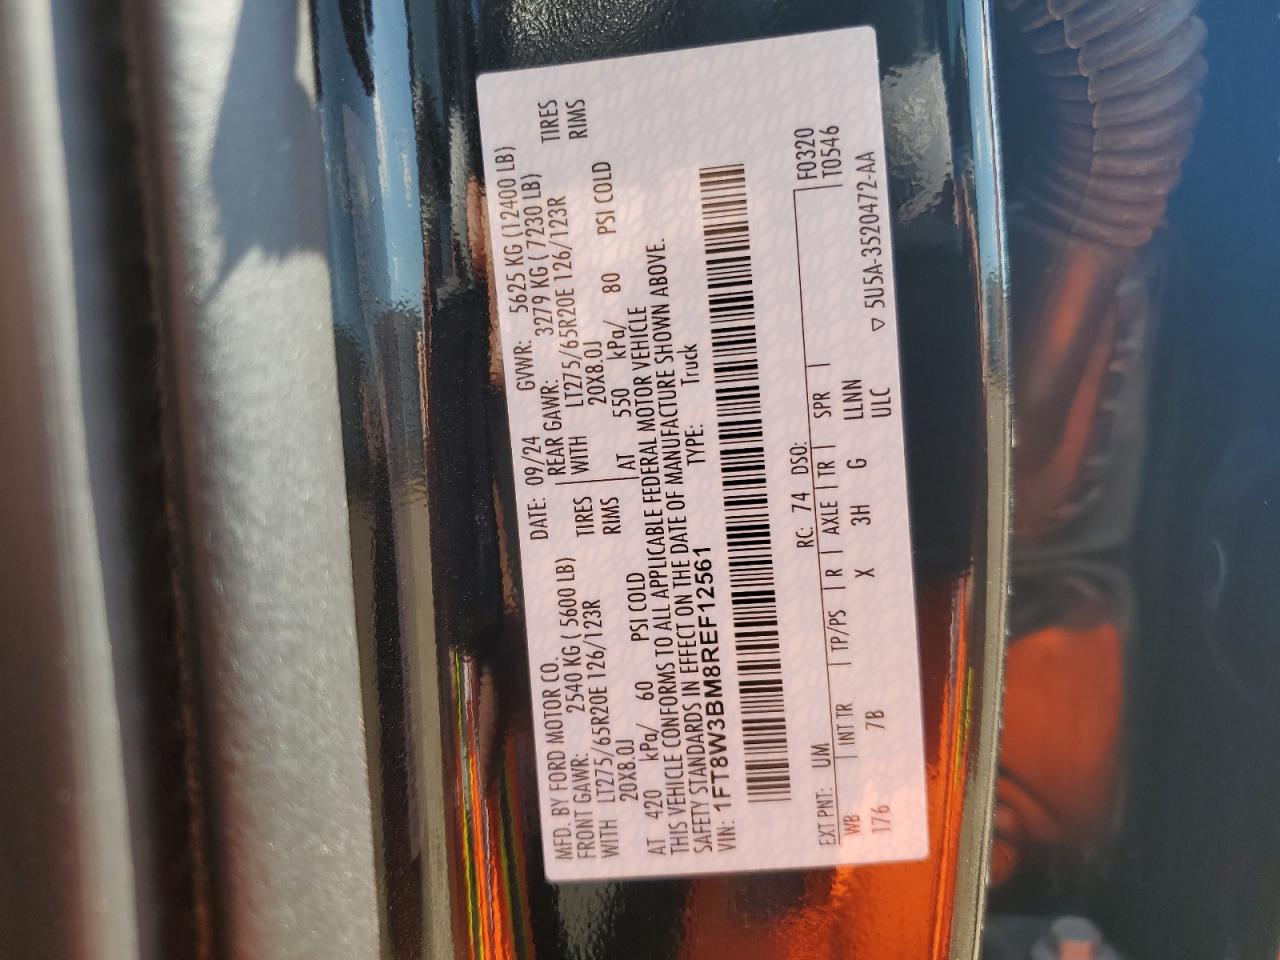 MFD. BY FORD MOTOR CO.
DATE: 09/24 GVWR: 5625 KG (12400 LB)
FRONT GAWR: 2540 KG ( 5600 LB) REAR GAWR: 3279 KG ( 7230 LB)
WITH LT275/65R20E 126/123R TIRES WITH LT275/65R20E 126/123R TIRES
20X8.0J RIMS 20X8.0J RIMS
AT 420 kPa/ 60 PSI COLD AT 550 kPa/ 80 PSI COLD
THIS VEHICLE CONFORMS TO ALL APPLICABLE FEDERAL MOTOR VEHICLE
SAFETY STANDARDS IN EFFECT ON THE DATE OF MANUFACTURE SHOWN ABOVE.
VIN: 1FT8W3BM8REF12561 TYPE: Truck
F0320
EXT PNT: UM RC: 74 DSO: T0546
WB INT TR TP/PS R AXLE TR SPR
176 7B X 3H G LLNN
ULC ▽ 5U5A-3520472-AA